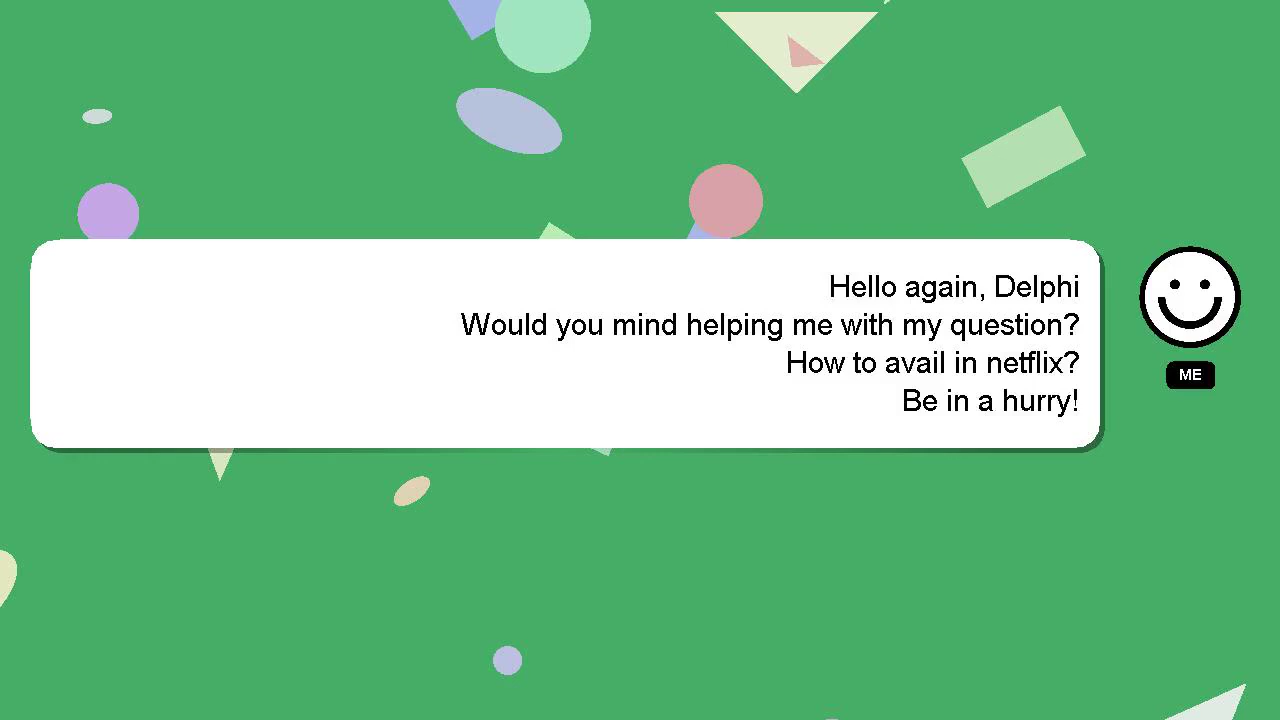 Hello again, Delphi
Would you mind helping me with my question?
How to avail in netflix?
Be in a hurry!
ME